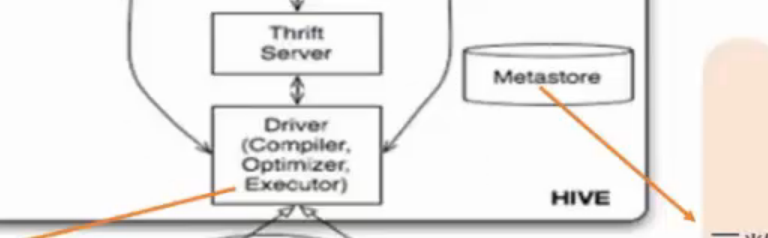 Thrift
Server
Metastore
Driver
(Compiler,
Optimizer,
Executor)
HIVE